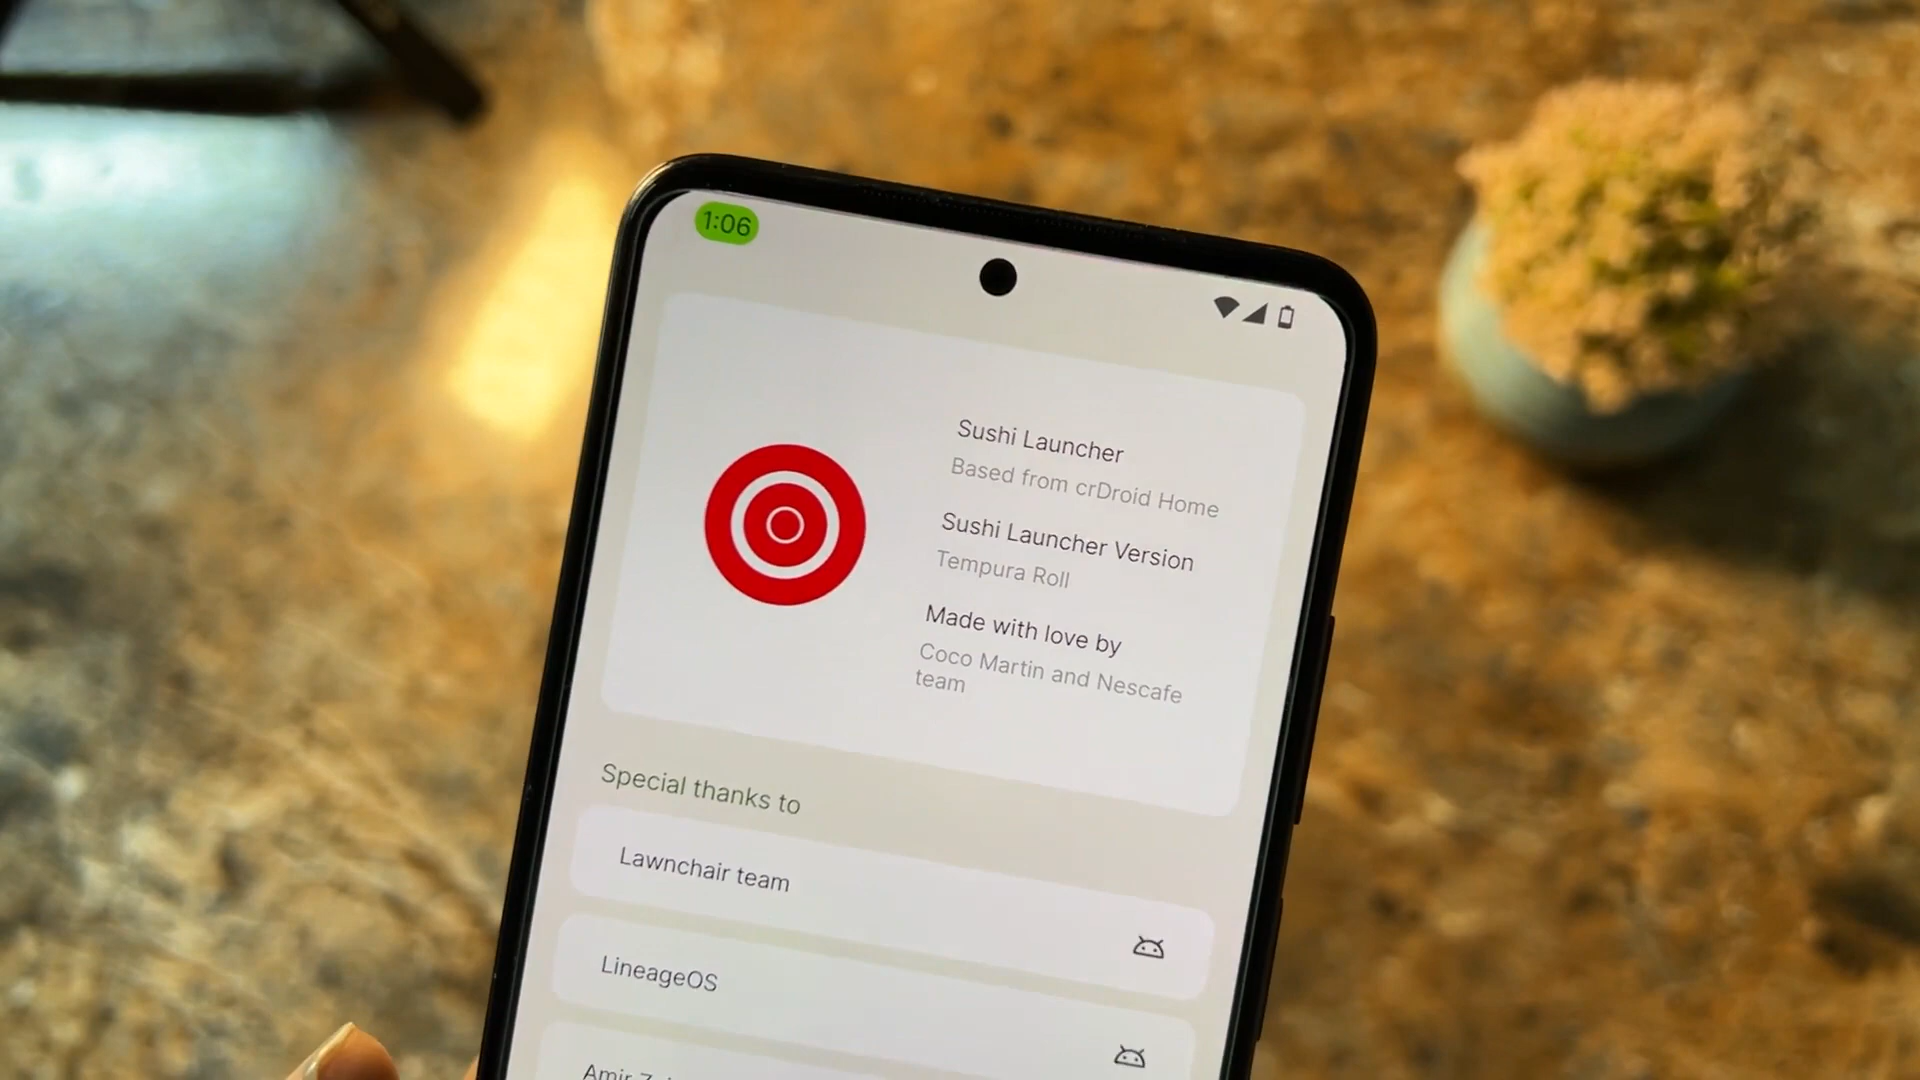 1:06
Sushi Launcher
Based from crDroid Home
Sushi Launcher Version
Tempura Roll
Made with love by
Coco Martin and Nescafe
team
Special thanks to
Lawnchair team
LineageOS
Amir